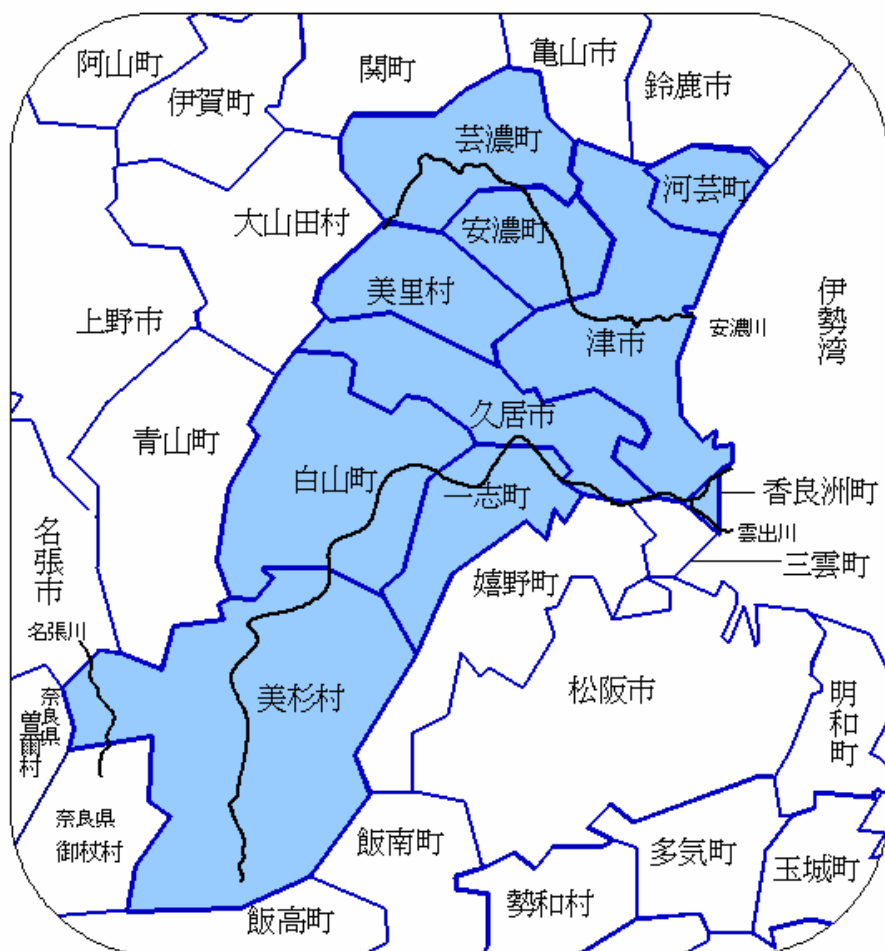 阿山町
伊賀町
関町
亀山市
鈴鹿市
芸濃町
河芸町
大山田村
安濃町
美里村
上野市
津市
安濃川
伊勢湾
青山町
久居市
白山町
一志町
香良洲町
雲出川
三雲町
名張市
嬉野町
名張川
美杉村
松阪市
明和町
奈良県
曽爾村
奈良県
御杖村
飯南町
多気町
玉城町
勢和村
飯高町